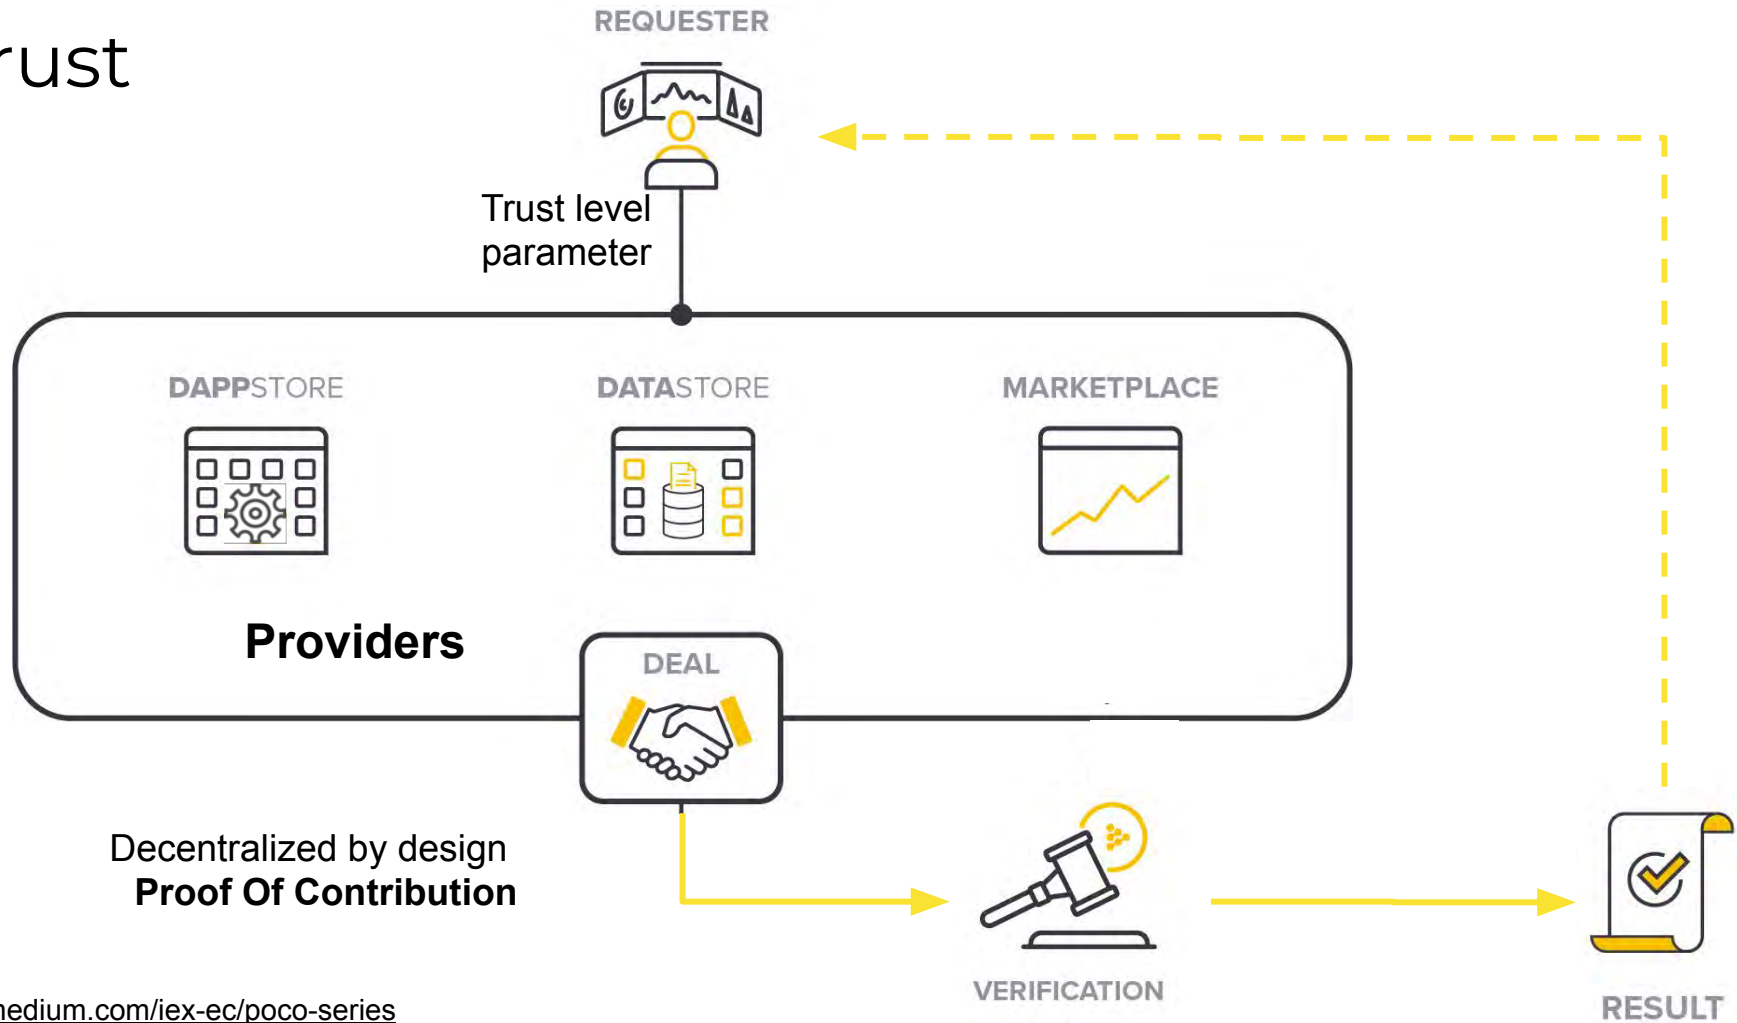 REQUESTER
rust
Trust level
parameter
DAPPSTORE
DATASTORE
MARKETPLACE
Providers
DEAL
Decentralized by design
Proof Of Contribution
VERIFICATION
RESULT
medium.com/iex-ec/poco-series